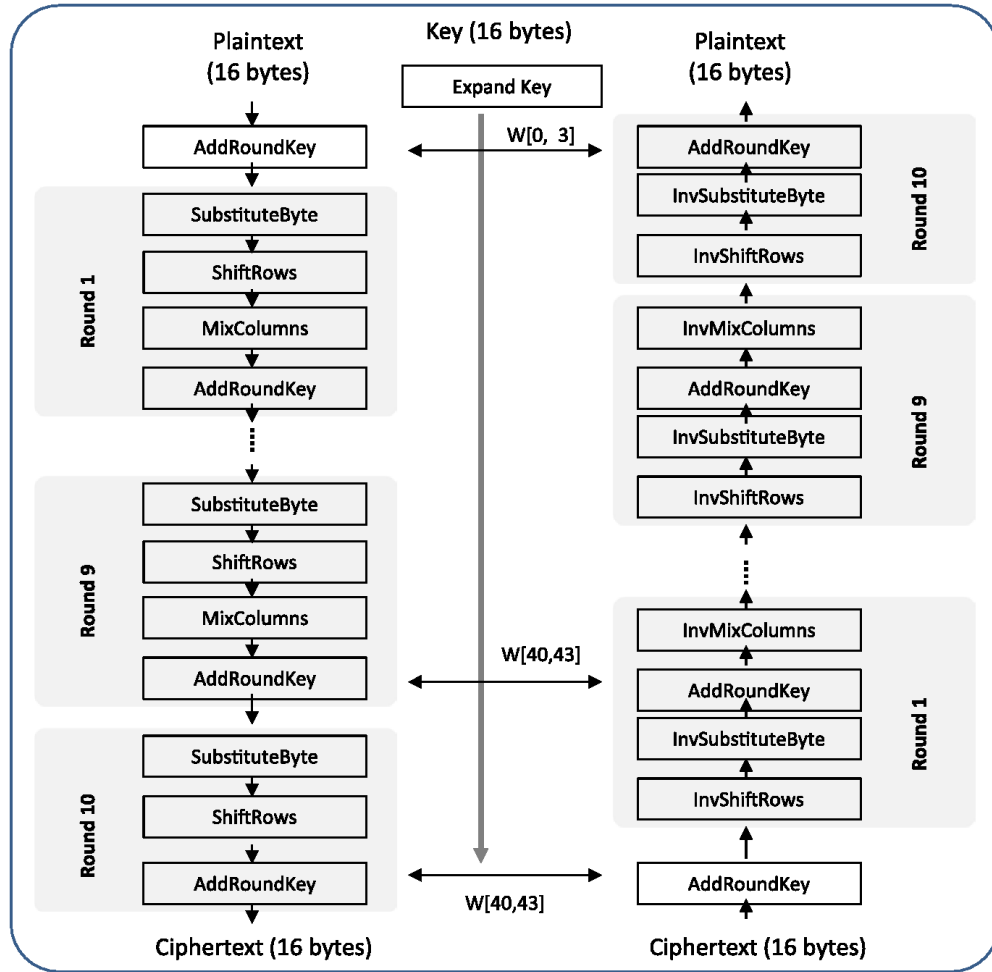 Plaintext
(16 bytes)
AddRoundKey
Round 1
SubstituteByte
ShiftRows
MixColumns
AddRoundKey
Round 9
SubstituteByte
ShiftRows
MixColumns
AddRoundKey
Round 10
SubstituteByte
ShiftRows
AddRoundKey
Ciphertext (16 bytes)
Key (16 bytes)
Expand Key
W[0, 3]
W[40,43]
W[40,43]
Plaintext
(16 bytes)
AddRoundKey
InvSubstituteByte
InvShiftRows
Round 10
InvMixColumns
AddRoundKey
InvSubstituteByte
InvShiftRows
Round 9
InvMixColumns
AddRoundKey
InvSubstituteByte
InvShiftRows
Round 1
AddRoundKey
Ciphertext (16 bytes)